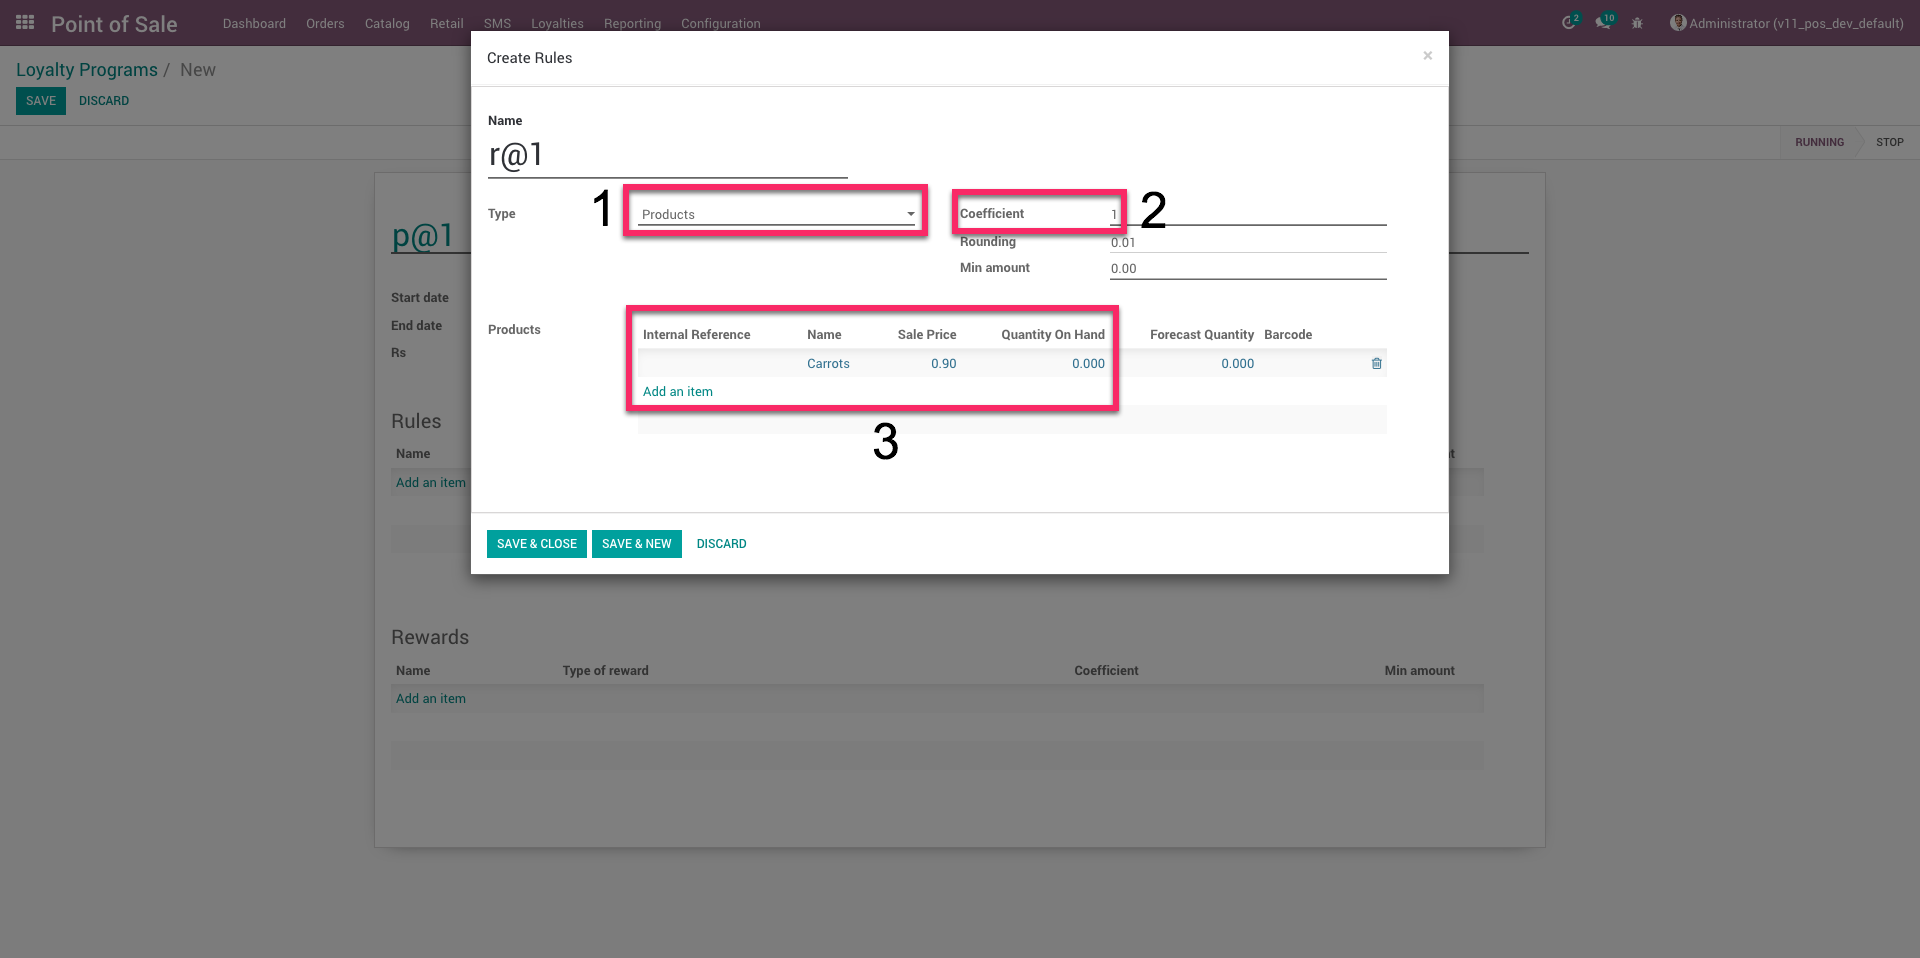 Point of Sale Dashboard Orders Catalog Retail SMS Loyalties Reporting Configuration 2 10 Administrator (v11_pos_dev_default)
Loyalty Programs / New
SAVE DISCARD
RUNNING STOP
Create Rules ×
Name
r@1
Type 1 Products Coefficient 1 2
Rounding 0.01
Min amount 0.00
Products
Internal Reference Name Sale Price Quantity On Hand Forecast Quantity Barcode
Carrots 0.90 0.000 0.000
Add an item
3
SAVE & CLOSE SAVE & NEW DISCARD
p@1
Start date
End date
Rs
Rules
Name
Add an item
Rewards
Name Type of reward Coefficient Min amount
Add an item